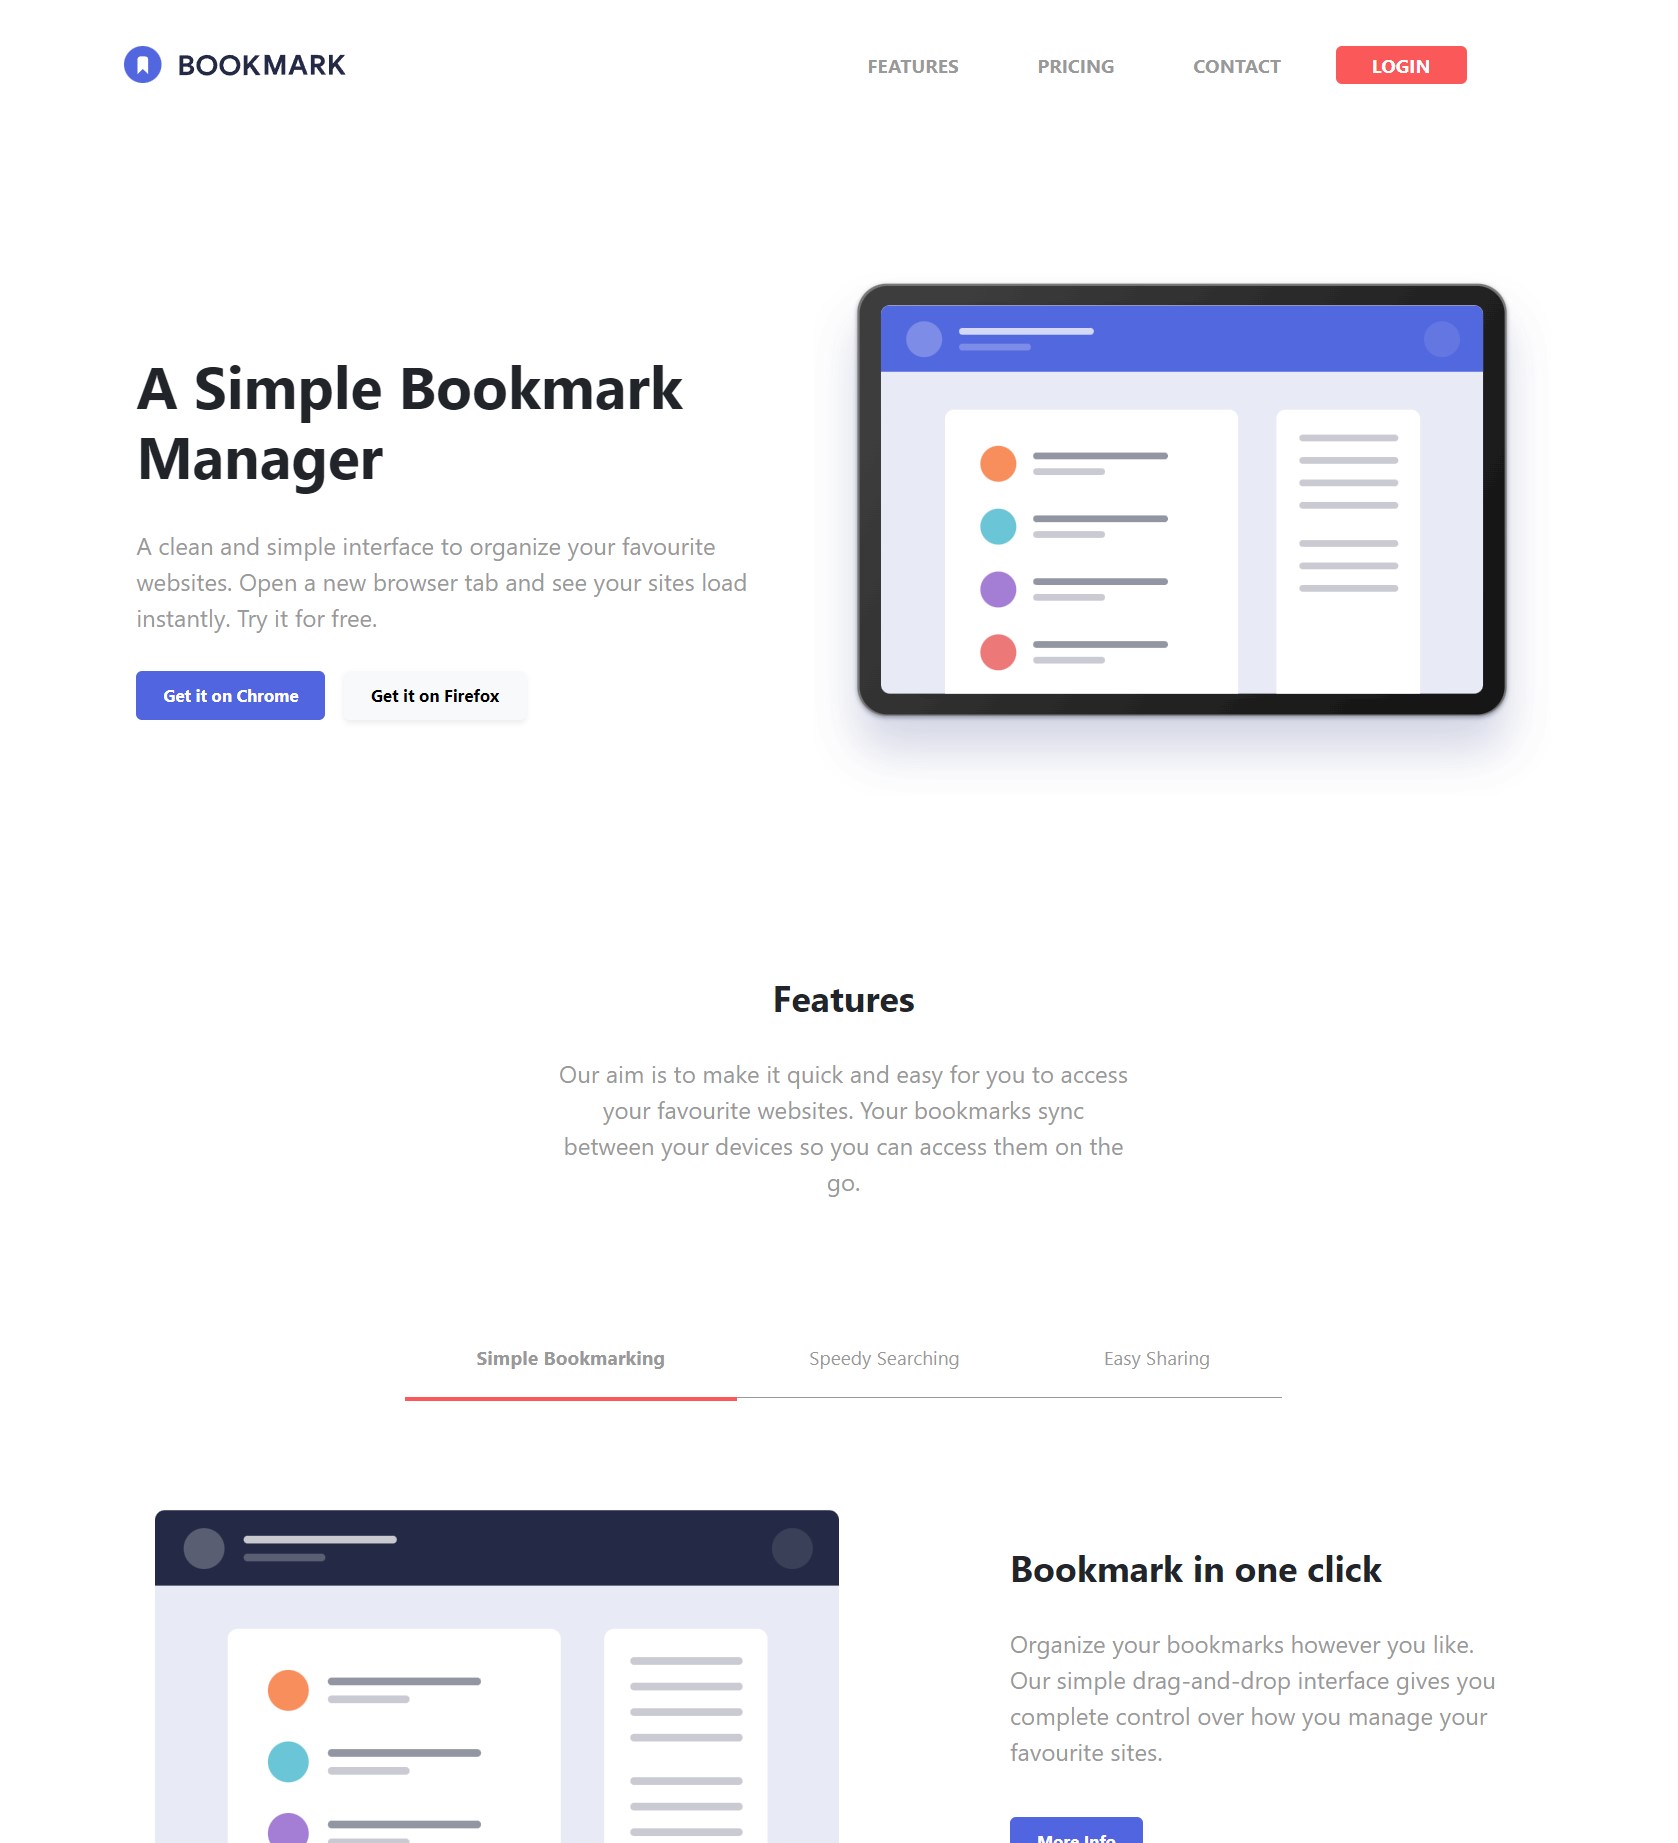 BOOKMARK
FEATURES PRICING CONTACT LOGIN
A Simple Bookmark
Manager
A clean and simple interface to organize your favourite
websites. Open a new browser tab and see your sites load
instantly. Try it for free.
Get it on Chrome Get it on Firefox
Features
Our aim is to make it quick and easy for you to access
your favourite websites. Your bookmarks sync
between your devices so you can access them on the
go.
Simple Bookmarking Speedy Searching Easy Sharing
Bookmark in one click
Organize your bookmarks however you like.
Our simple drag-and-drop interface gives you
complete control over how you manage your
favourite sites.
More Info